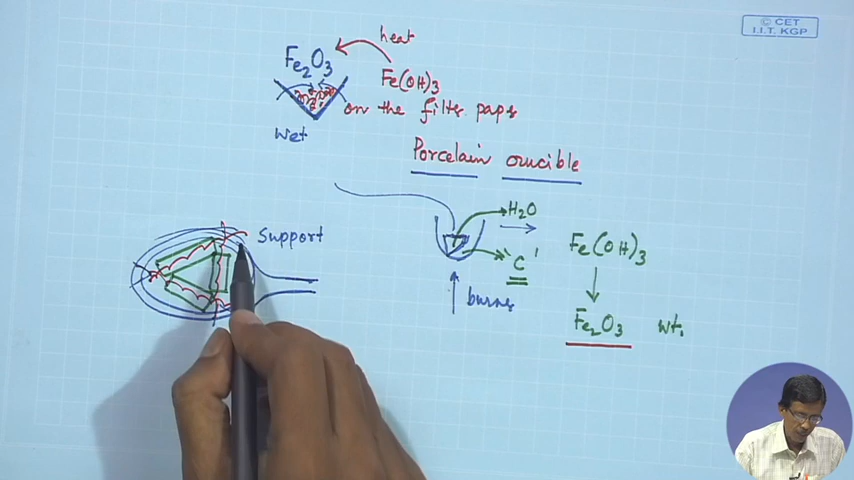 © CET
I.I.T. KGP
heat
Fe2O3
Fe(OH)3
on the filter paper
Wet
Porcelain crucible
H2O
Support
Fe(OH)3
'C'
burns
Fe2O3 wt.